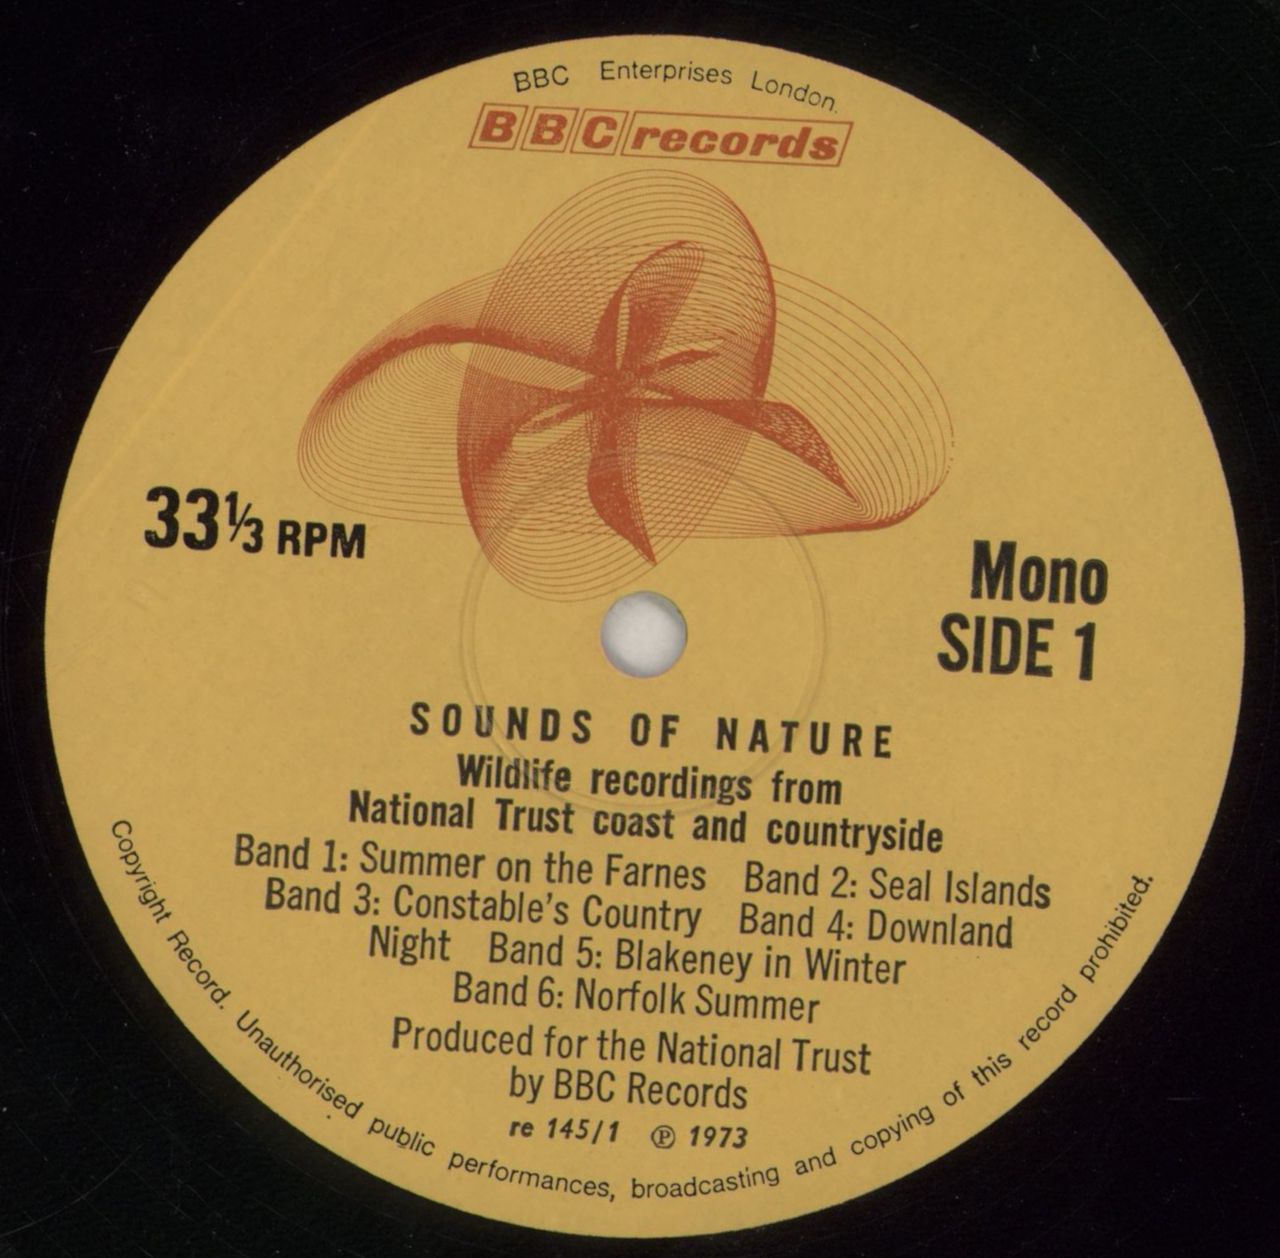 BBC Enterprises London.
BBC records
33⅓ RPM
Mono
SIDE 1
SOUNDS OF NATURE
Wildlife recordings from
National Trust coast and countryside
Band 1: Summer on the Farnes Band 2: Seal Islands
Band 3: Constable's Country Band 4: Downland
Night Band 5: Blakeney in Winter
Band 6: Norfolk Summer
Produced for the National Trust
by BBC Records
re 145/1 ℗ 1973
Copyright Record. Unauthorised public performances, broadcasting and copying of this record prohibited.